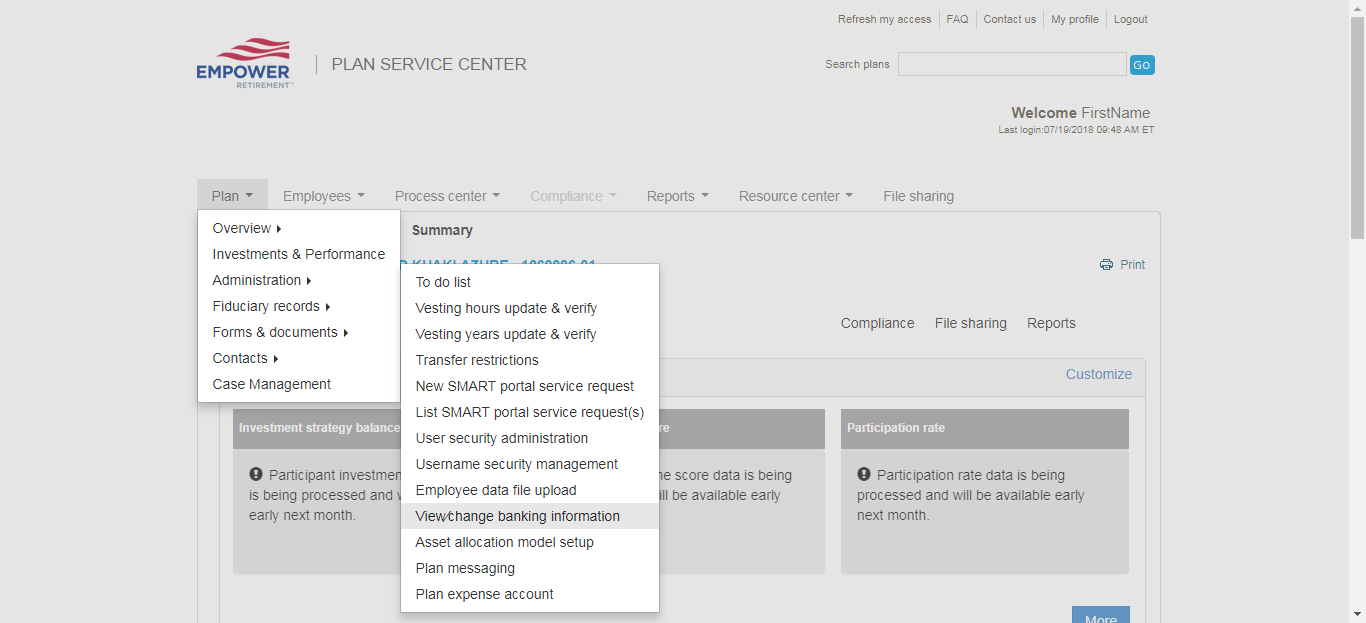 Refresh my access FAQ Contact us My profile Logout
EMPOWER
RETIREMENT™
PLAN SERVICE CENTER
Search plans Go
Welcome FirstName
Last login:07/19/2018 09:48 AM ET
Plan Employees Process center Compliance Reports Resource center File sharing
Overview
Investments & Performance
Administration
Fiduciary records
Forms & documents
Contacts
Case Management
Summary
Print
To do list
Vesting hours update & verify
Vesting years update & verify
Transfer restrictions
New SMART portal service request
List SMART portal service request(s)
User security administration
Username security management
Employee data file upload
View/change banking information
Asset allocation model setup
Plan messaging
Plan expense account
Compliance File sharing Reports
Customize
Investment strategy balance
Participant investmen
is being processed and
early next month.
re
score data is being
ill be available early
Participation rate
Participation rate data is being
processed and will be available early
next month.
More